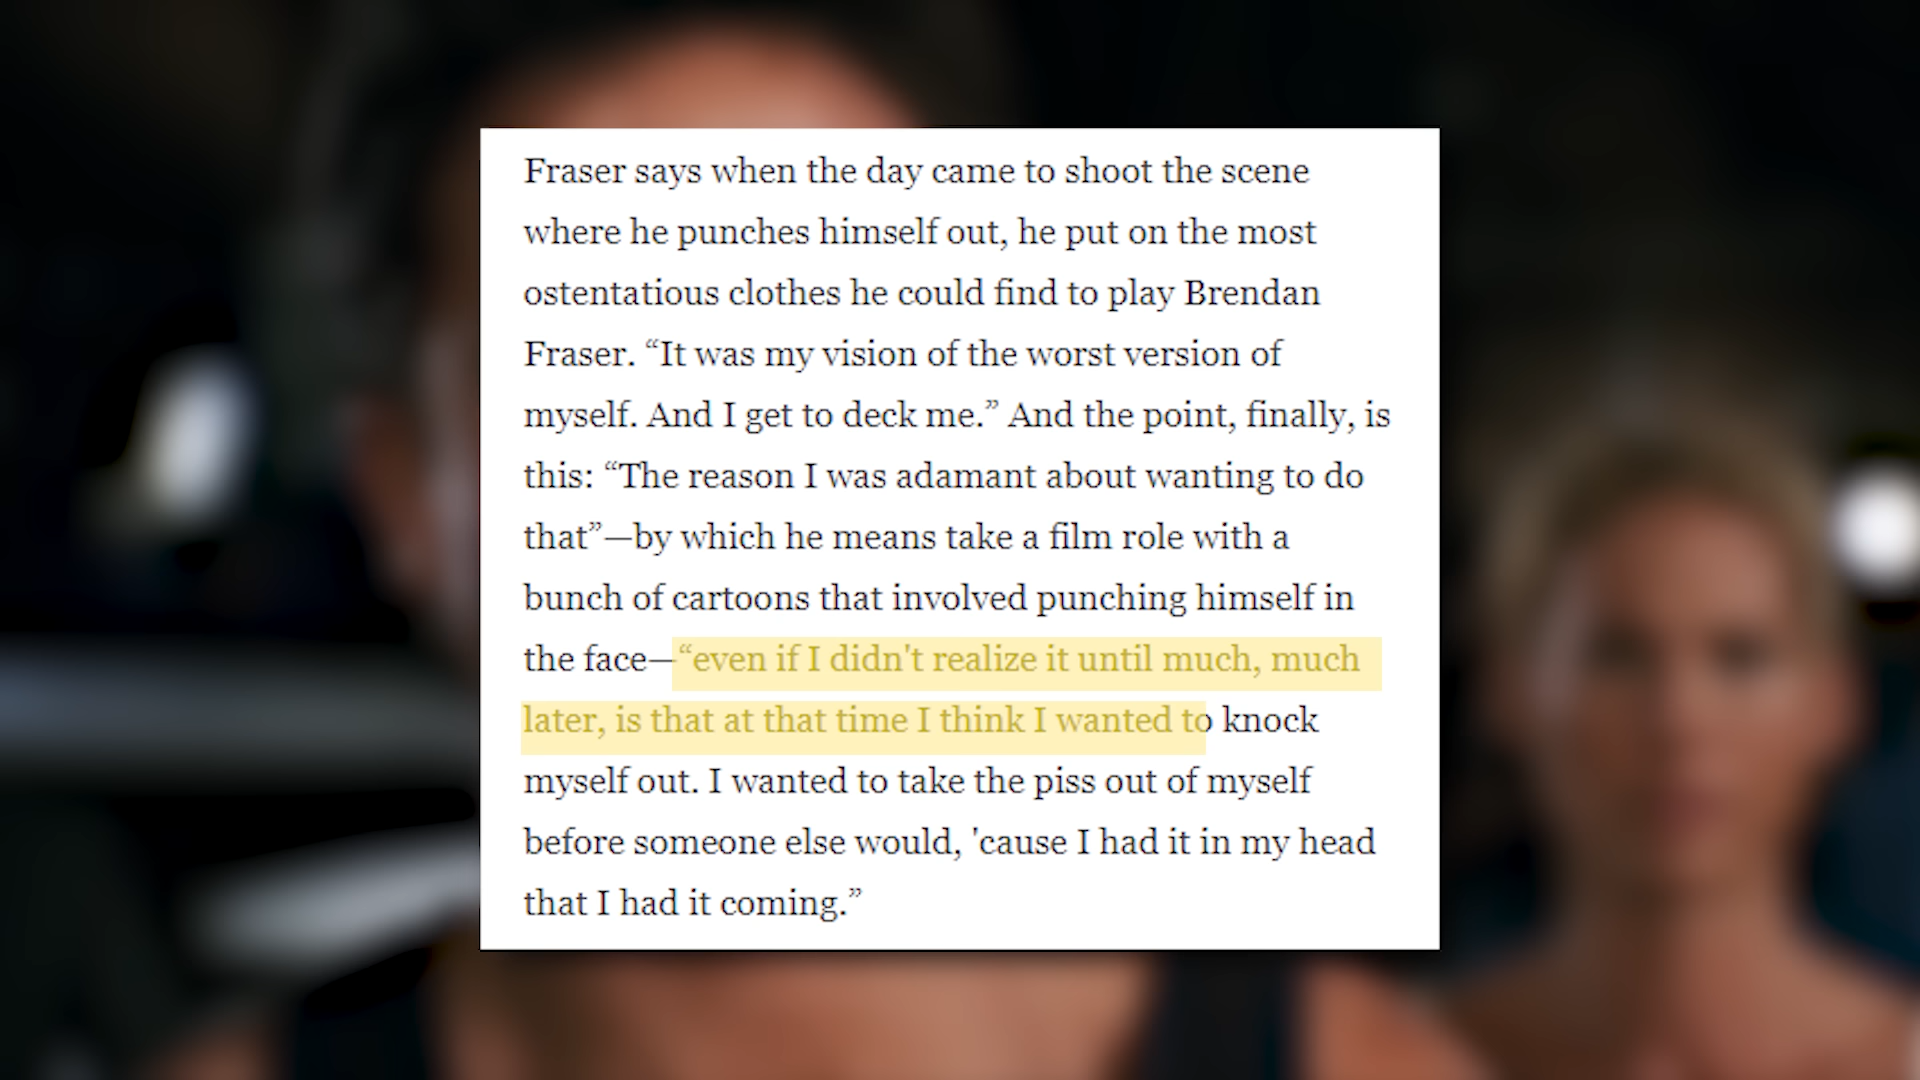 Fraser says when the day came to shoot the scene
where he punches himself out, he put on the most
ostentatious clothes he could find to play Brendan
Fraser. “It was my vision of the worst version of
myself. And I get to deck me.” And the point, finally, is
this: “The reason I was adamant about wanting to do
that”—by which he means take a film role with a
bunch of cartoons that involved punching himself in
the face—“even if I didn't realize it until much, much
later, is that at that time I think I wanted to knock
myself out. I wanted to take the piss out of myself
before someone else would, 'cause I had it in my head
that I had it coming.”